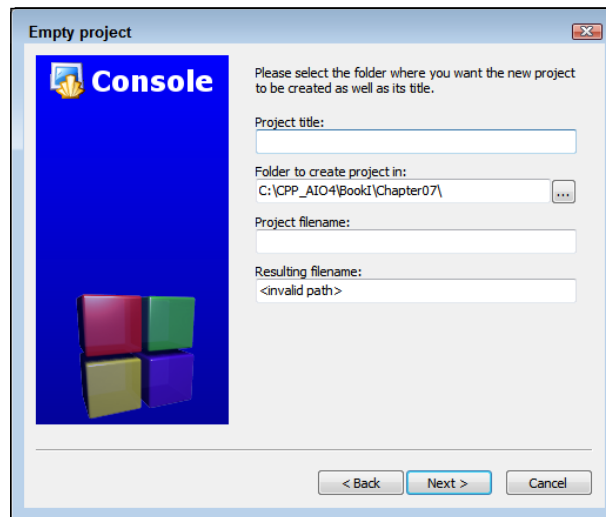 Empty project
Console
Please select the folder where you want the new project
to be created as well as its title.
Project title:
Folder to create project in:
C:\CPP_AIO4\BookI\Chapter07\
...
Project filename:
Resulting filename:
<invalid path>
< Back
Next >
Cancel